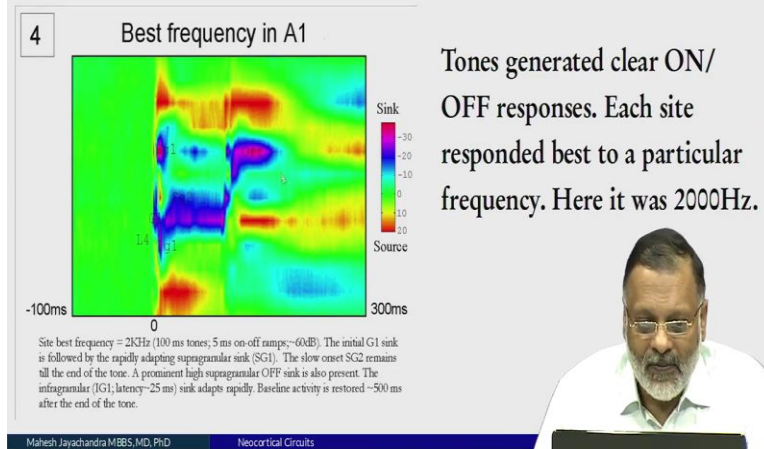 4
Best frequency in A1
Tones generated clear ON/
OFF responses. Each site
responded best to a particular
frequency. Here it was 2000Hz.
Sink
-30
-20
-10
0
10
20
Source
L4
-100ms
0
300ms
Site best frequency = 2KHz (100 ms tones; 5 ms on-off ramps;~60dB). The initial G1 sink
is followed by the rapidly adapting supragranular sink (SG1). The slow onset SG2 remains
till the end of the tone. A prominent high supragranular OFF sink is also present. The
infragranular (IG1; latency~25 ms) sink adapts rapidly. Baseline activity is restored ~500 ms
after the end of the tone.
Mahesh Jayachandra MBBS, MD, PhD
Neocortical Circuits